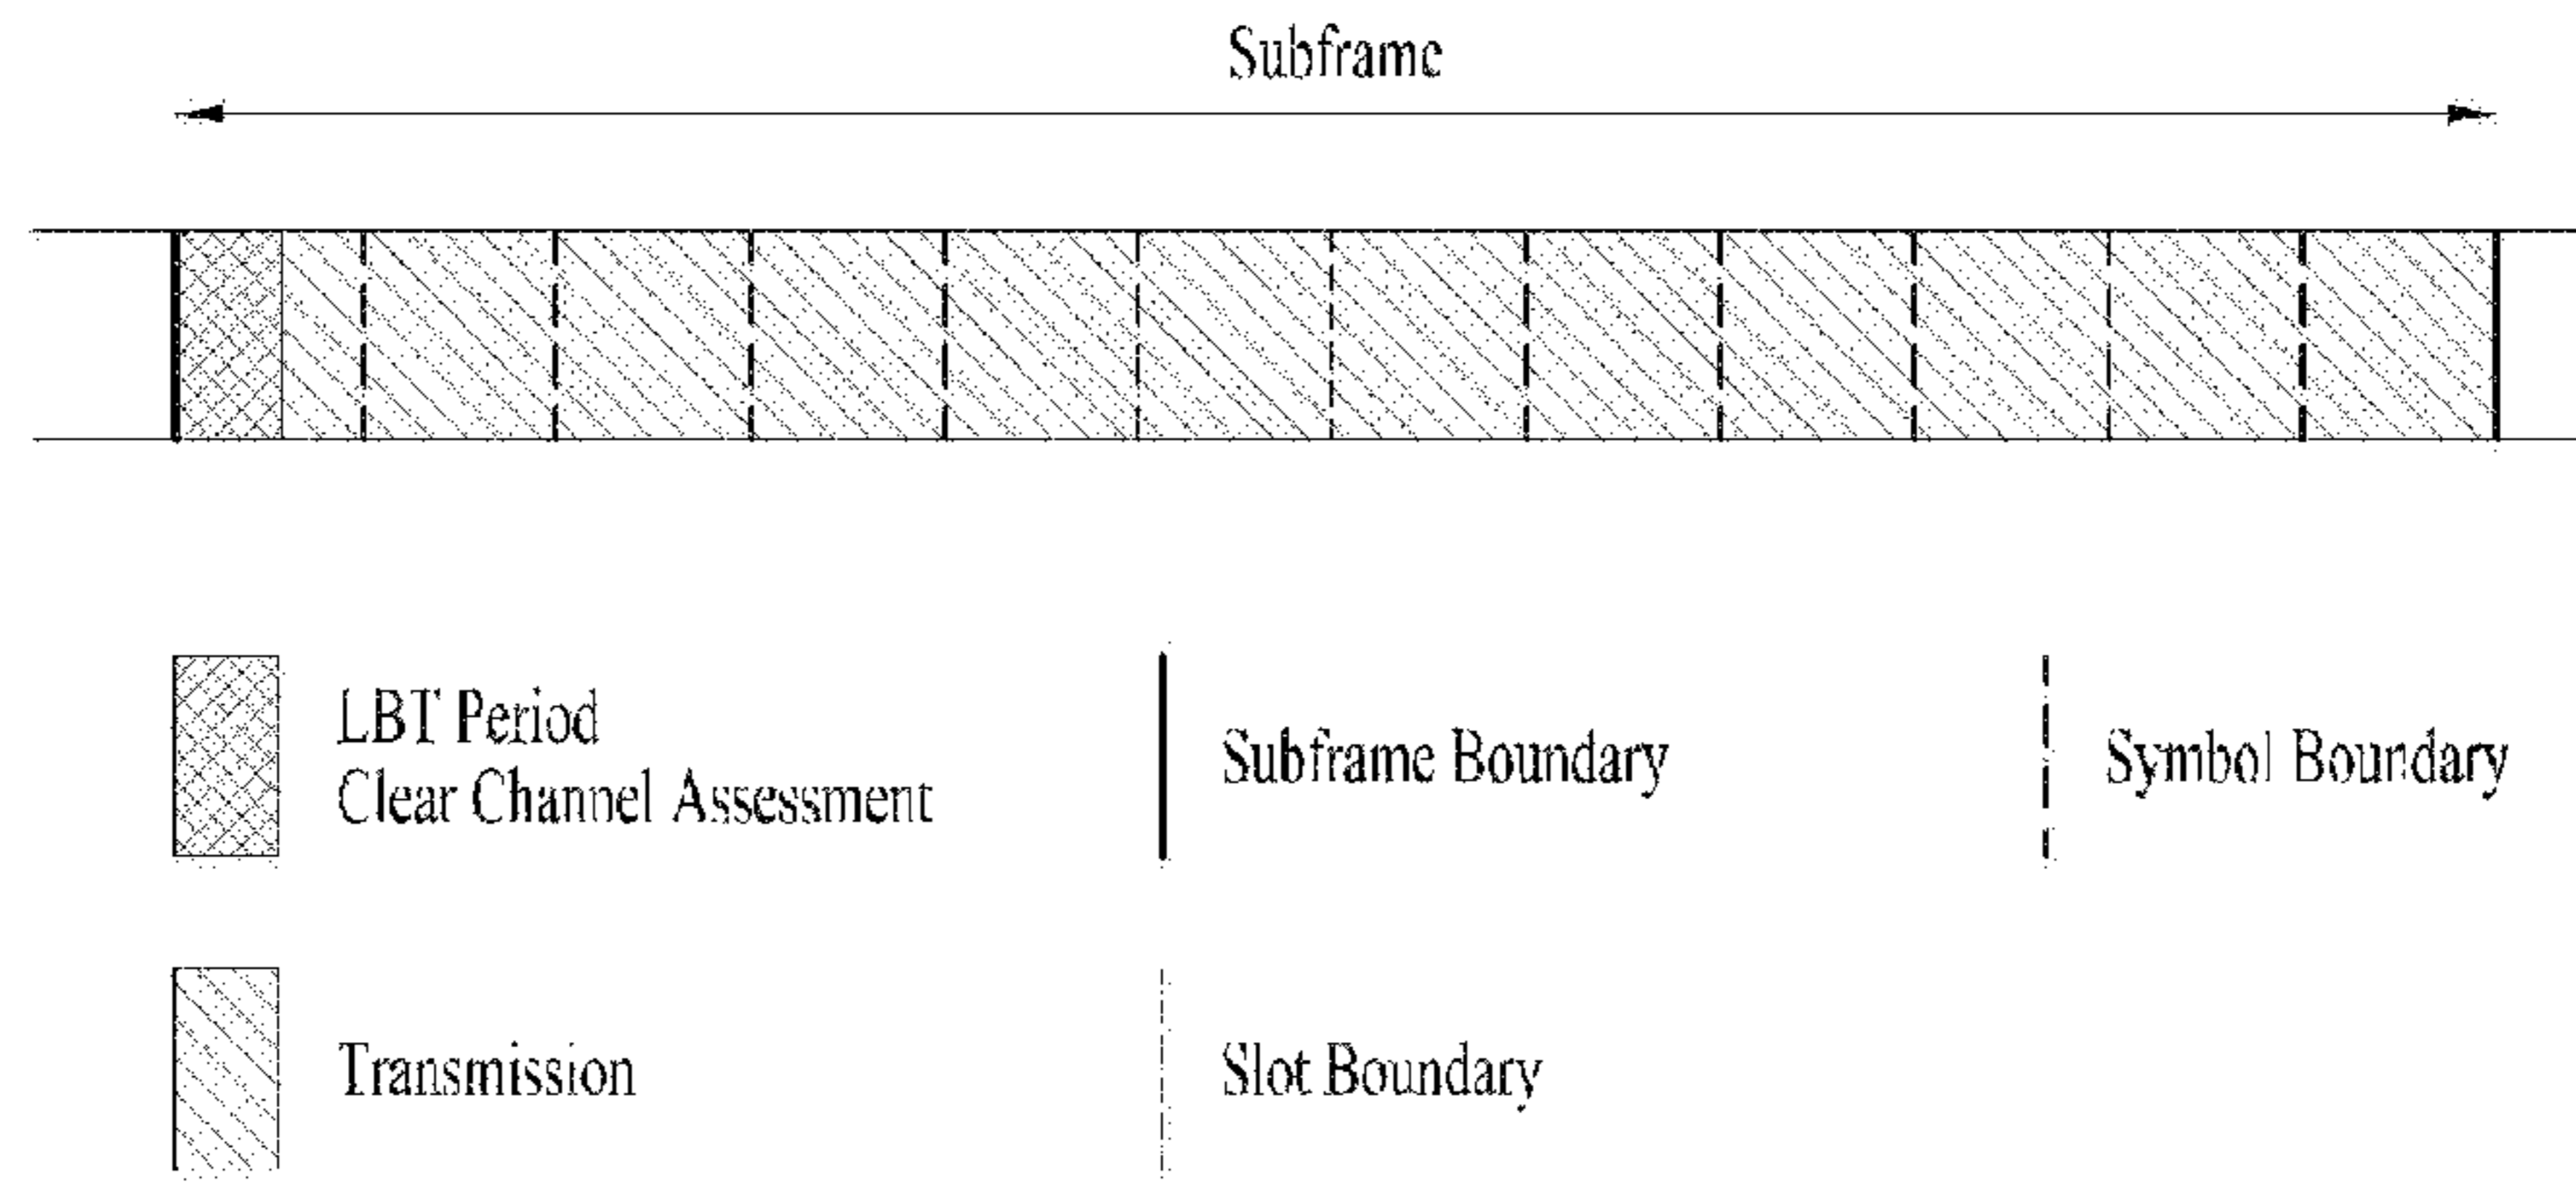 Subframe
LBT Period
Clear Channel Assessment
Subframe Boundary
Symbol Boundary
Transmission
Slot Boundary